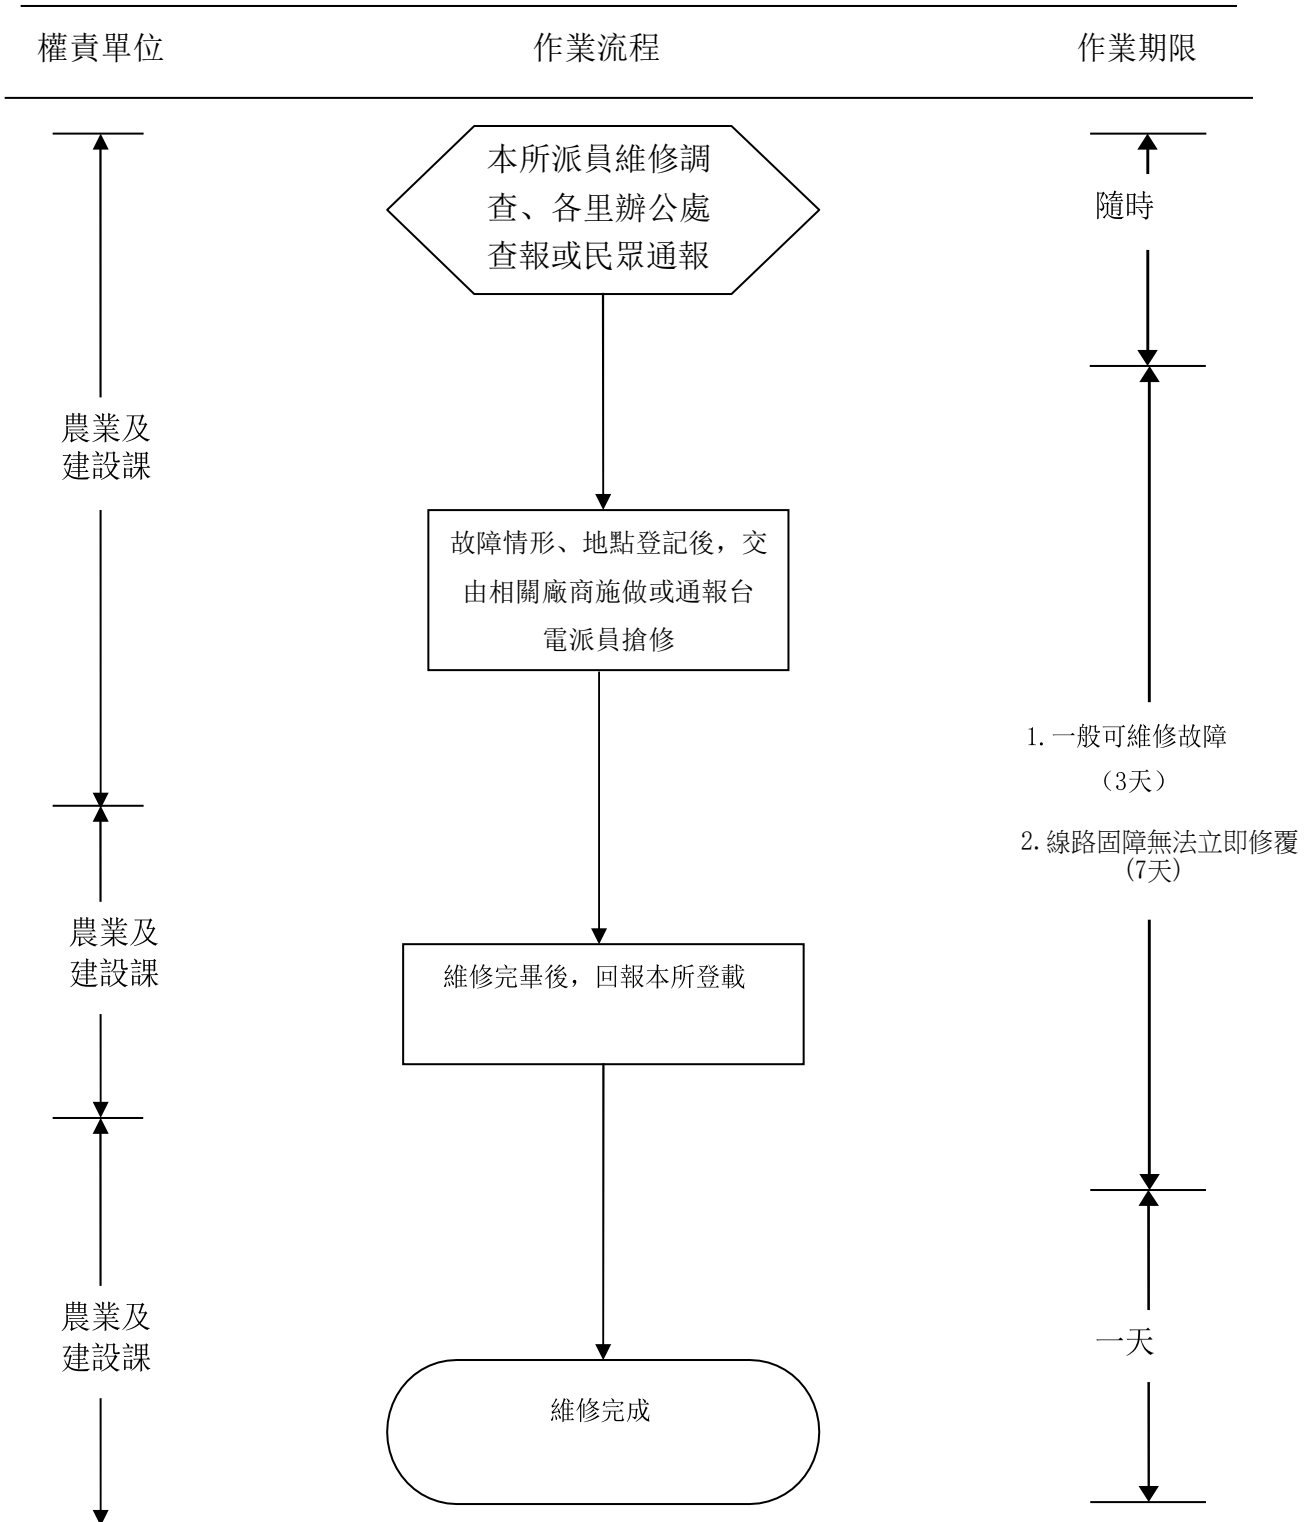 權責單位
作業流程
作業期限
本所派員維修調
查、各里辦公處
查報或民眾通報
隨時
農業及
建設課
故障情形、地點登記後，交
由相關廠商施做或通報台
電派員搶修
1.一般可維修故障
（3天）
2.線路固障無法立即修覆
(7天)
農業及
建設課
維修完畢後，回報本所登載
農業及
建設課
一天
維修完成